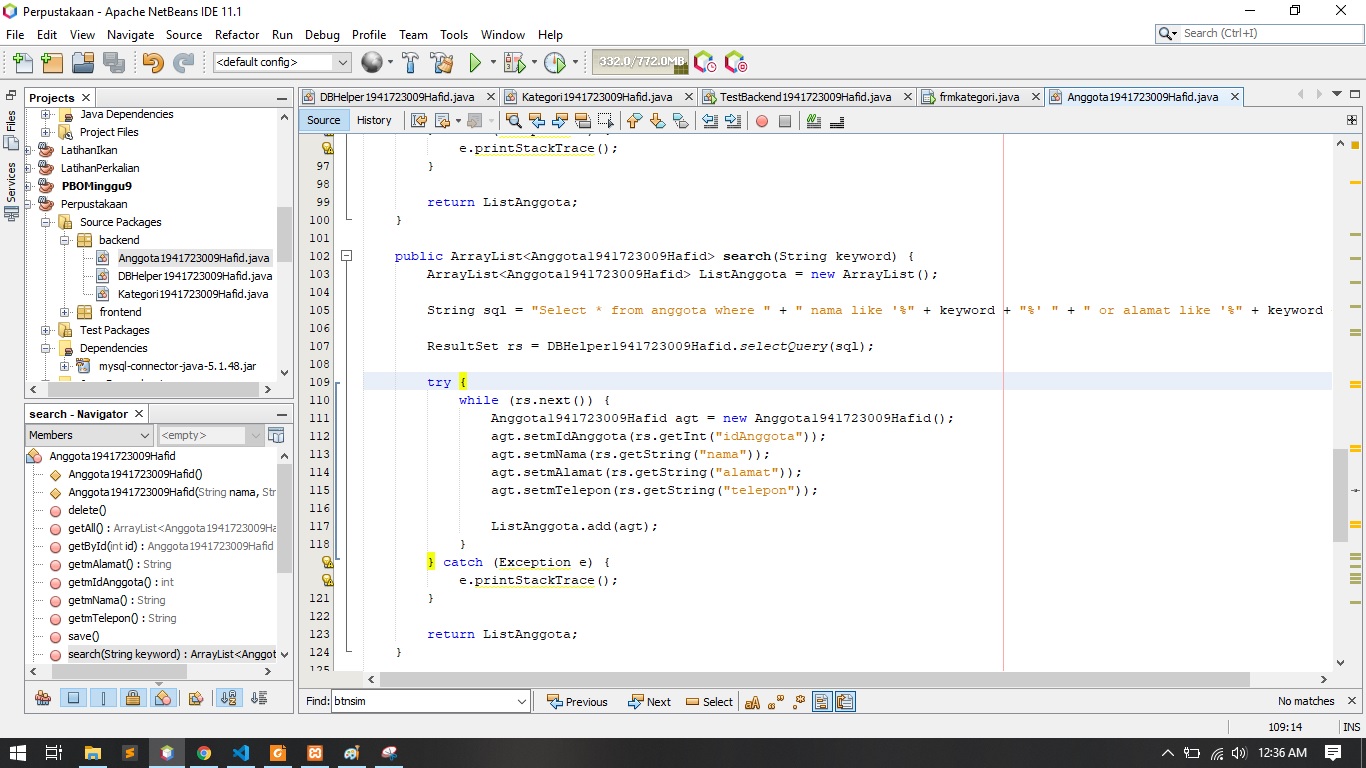 Perpustakaan - Apache NetBeans IDE 11.1
File Edit View Navigate Source Refactor Run Debug Profile Team Tools Window Help
Search (Ctrl+I)
<default config>
332.0/772.0MB
Files
Services
Projects
Java Dependencies
Project Files
LatihanIkan
LatihanPerkalian
PBOMinggu9
Perpustakaan
Source Packages
backend
Anggota1941723009Hafid.java
DBHelper1941723009Hafid.java
Kategori1941723009Hafid.java
frontend
Test Packages
Dependencies
mysql-connector-java-5.1.48.jar
search - Navigator
Members
<empty>
Anggota1941723009Hafid
Anggota1941723009Hafid()
Anggota1941723009Hafid(String nama, Str
delete()
getAll() : ArrayList<Anggota1941723009Ha
getById(int id) : Anggota1941723009Hafid
getmAlamat() : String
getmIdAnggota() : int
getmNama() : String
getmTelepon() : String
save()
search(String keyword) : ArrayList<Anggot
DBHelper1941723009Hafid.java Kategori1941723009Hafid.java TestBackend1941723009Hafid.java frmkategori.java Anggota1941723009Hafid.java
Source History
e.printStackTrace();
97 }
98
99 return ListAnggota;
100 }
101
102 public ArrayList<Anggota1941723009Hafid> search(String keyword) {
103 ArrayList<Anggota1941723009Hafid> ListAnggota = new ArrayList();
104
105 String sql = "Select * from anggota where " + " nama like '%" + keyword + "%' " + " or alamat like '%" + keyword
106
107 ResultSet rs = DBHelper1941723009Hafid.selectQuery(sql);
108
109 try {
110 while (rs.next()) {
111 Anggota1941723009Hafid agt = new Anggota1941723009Hafid();
112 agt.setmIdAnggota(rs.getInt("idAnggota"));
113 agt.setmNama(rs.getString("nama"));
114 agt.setmAlamat(rs.getString("alamat"));
115 agt.setmTelepon(rs.getString("telepon"));
116
117 ListAnggota.add(agt);
118 }
} catch (Exception e) {
e.printStackTrace();
121 }
122
123 return ListAnggota;
124 }
125
Find: btnsim Previous Next Select No matches
109:14 INS
12:36 AM